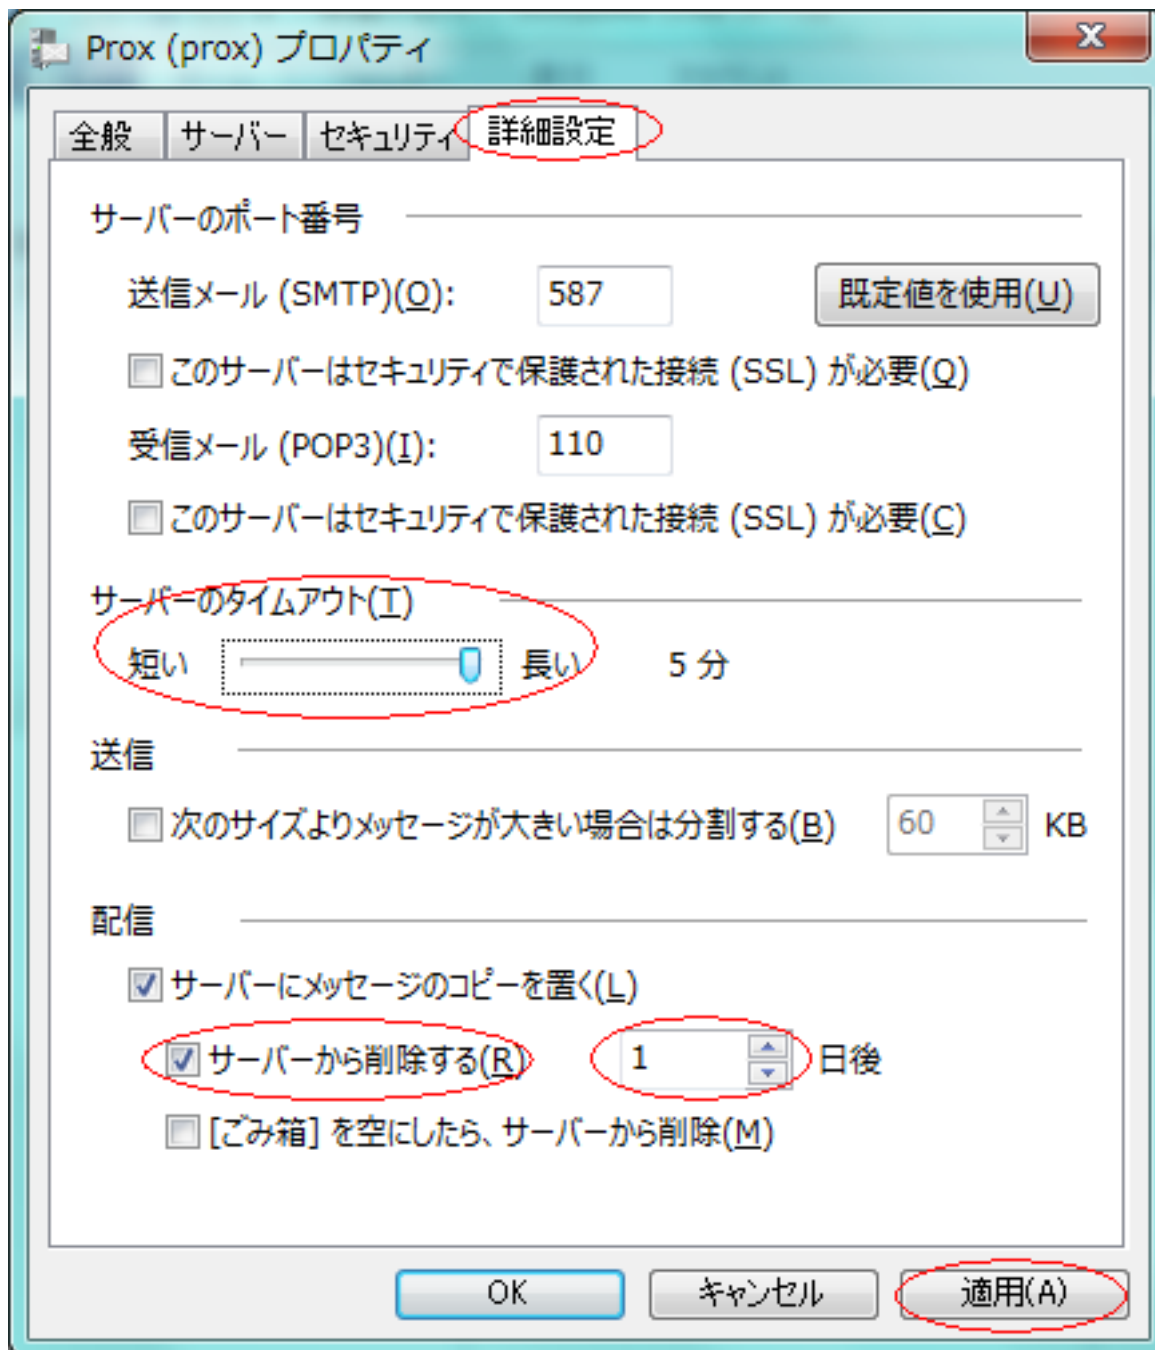 Prox (prox) プロパティ
全般 サーバー セキュリティ 詳細設定
サーバーのポート番号
送信メール (SMTP)(O): 587 既定値を使用(U)
このサーバーはセキュリティで保護された接続 (SSL) が必要(Q)
受信メール (POP3)(I): 110
このサーバーはセキュリティで保護された接続 (SSL) が必要(C)
サーバーのタイムアウト(T)
短い 長い 5 分
送信
次のサイズよりメッセージが大きい場合は分割する(B) 60 KB
配信
サーバーにメッセージのコピーを置く(L)
サーバーから削除する(R) 1 日後
[ごみ箱] を空にしたら、サーバーから削除(M)
OK キャンセル 適用(A)